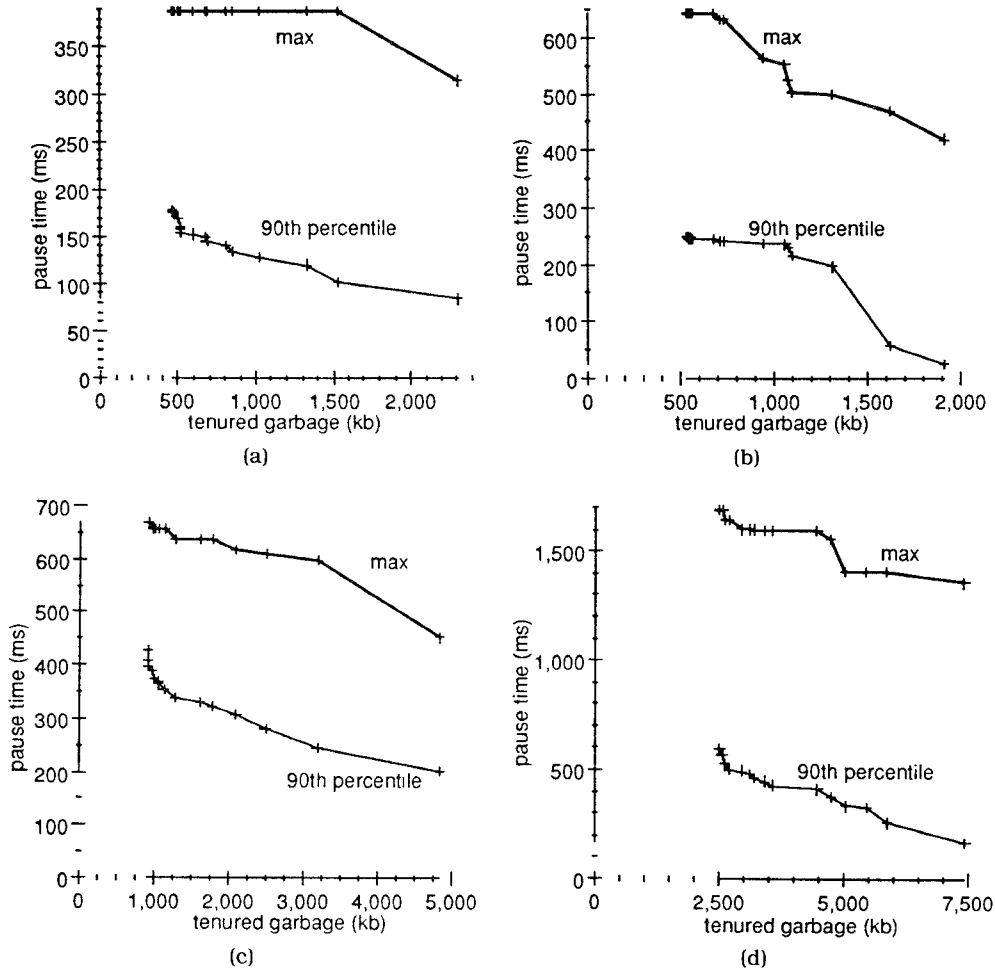 350
300
250
200
150
100
50
0
pause time (ms)
max
90th percentile
0 500 1,000 1,500 2,000
tenured garbage (kb)
(a)
600
500
400
300
200
100
0
pause time (ms)
max
90th percentile
0 500 1,000 1,500 2,000
tenured garbage (kb)
(b)
700
600
500
400
300
200
100
0
pause time (ms)
max
90th percentile
0 1,000 2,000 3,000 4,000 5,000
tenured garbage (kb)
(c)
1,500
1,000
500
0
pause time (ms)
max
90th percentile
0 2,500 5,000 7,500
tenured garbage (kb)
(d)